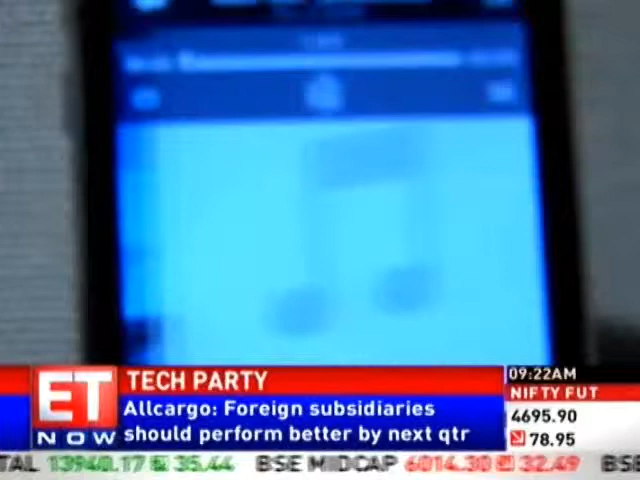 ET
NOW
TECH PARTY
Allcargo: Foreign subsidiaries
should perform better by next qtr
09:22AM
NIFTY FUT
4695.90
78.95
TAL 13940.17 35.44 BSE MIDCAP 6014.30 32.49 BSE